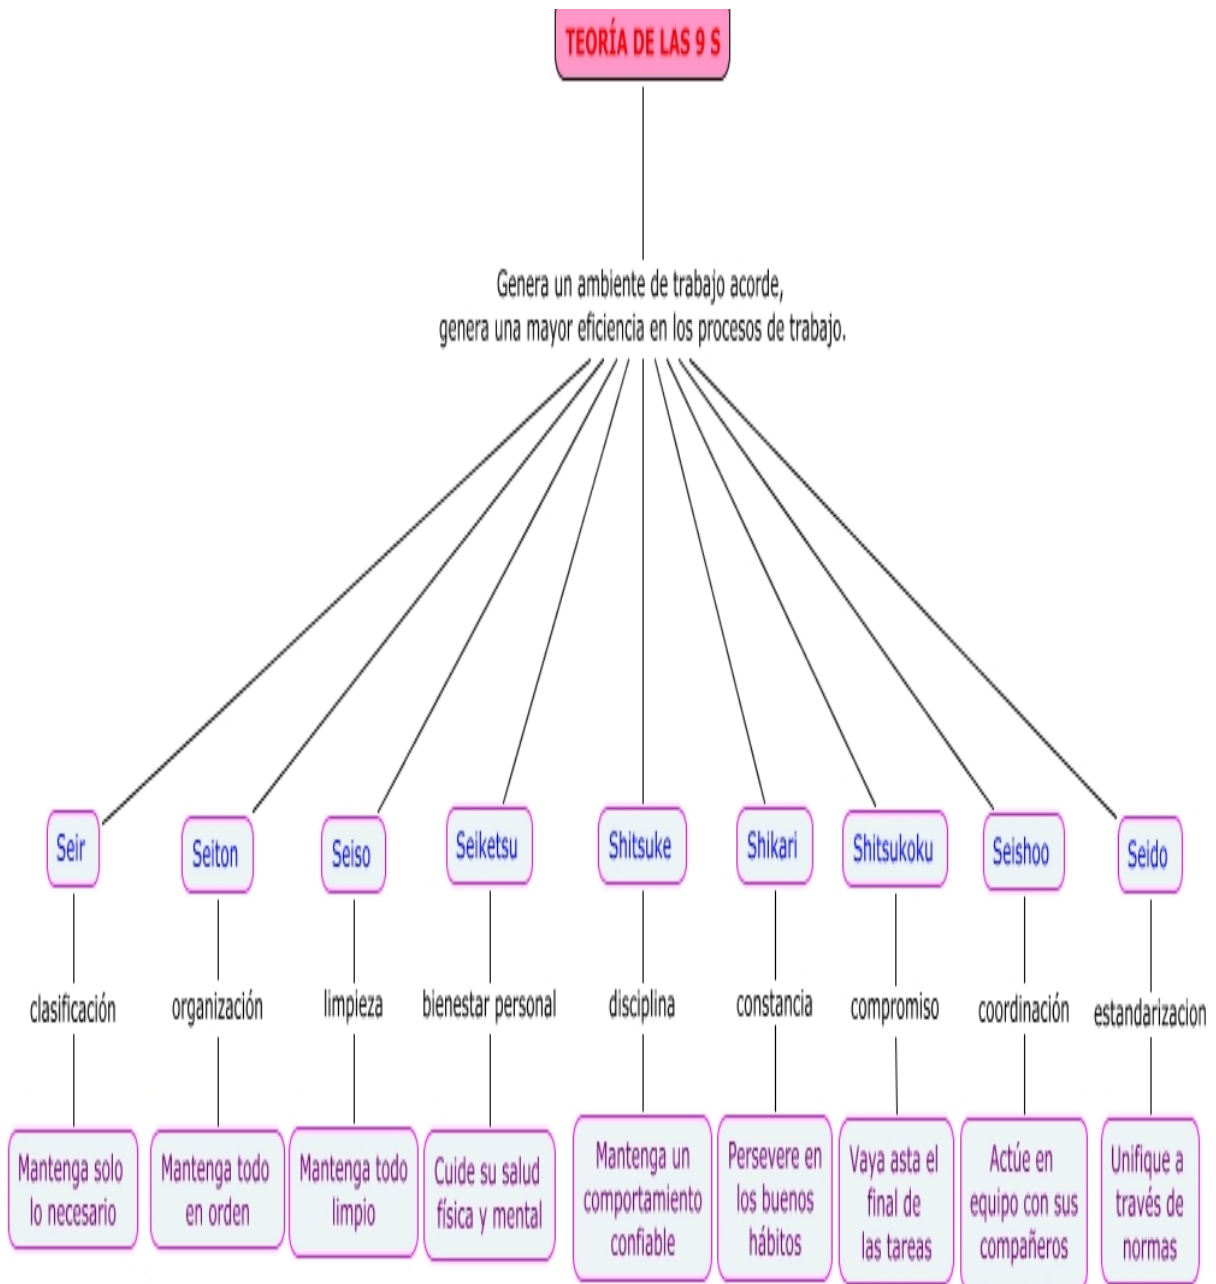 TEORÍA DE LAS 9 S
Genera un ambiente de trabajo acorde,
genera una mayor eficiencia en los procesos de trabajo.
Seir
Seiton
Seiso
Seiketsu
Shitsuke
Shikari
Shitsukoku
Seishoo
Seido
clasificación
organización
limpieza
bienestar personal
disciplina
constancia
compromiso
coordinación
estandarizacion
Mantenga solo
lo necesario
Mantenga todo
en orden
Mantenga todo
limpio
Cuide su salud
física y mental
Mantenga un
comportamiento
confiable
Persevere en
los buenos
hábitos
Vaya asta el
final de
las tareas
Actúe en
equipo con sus
compañeros
Unifique a
través de
normas